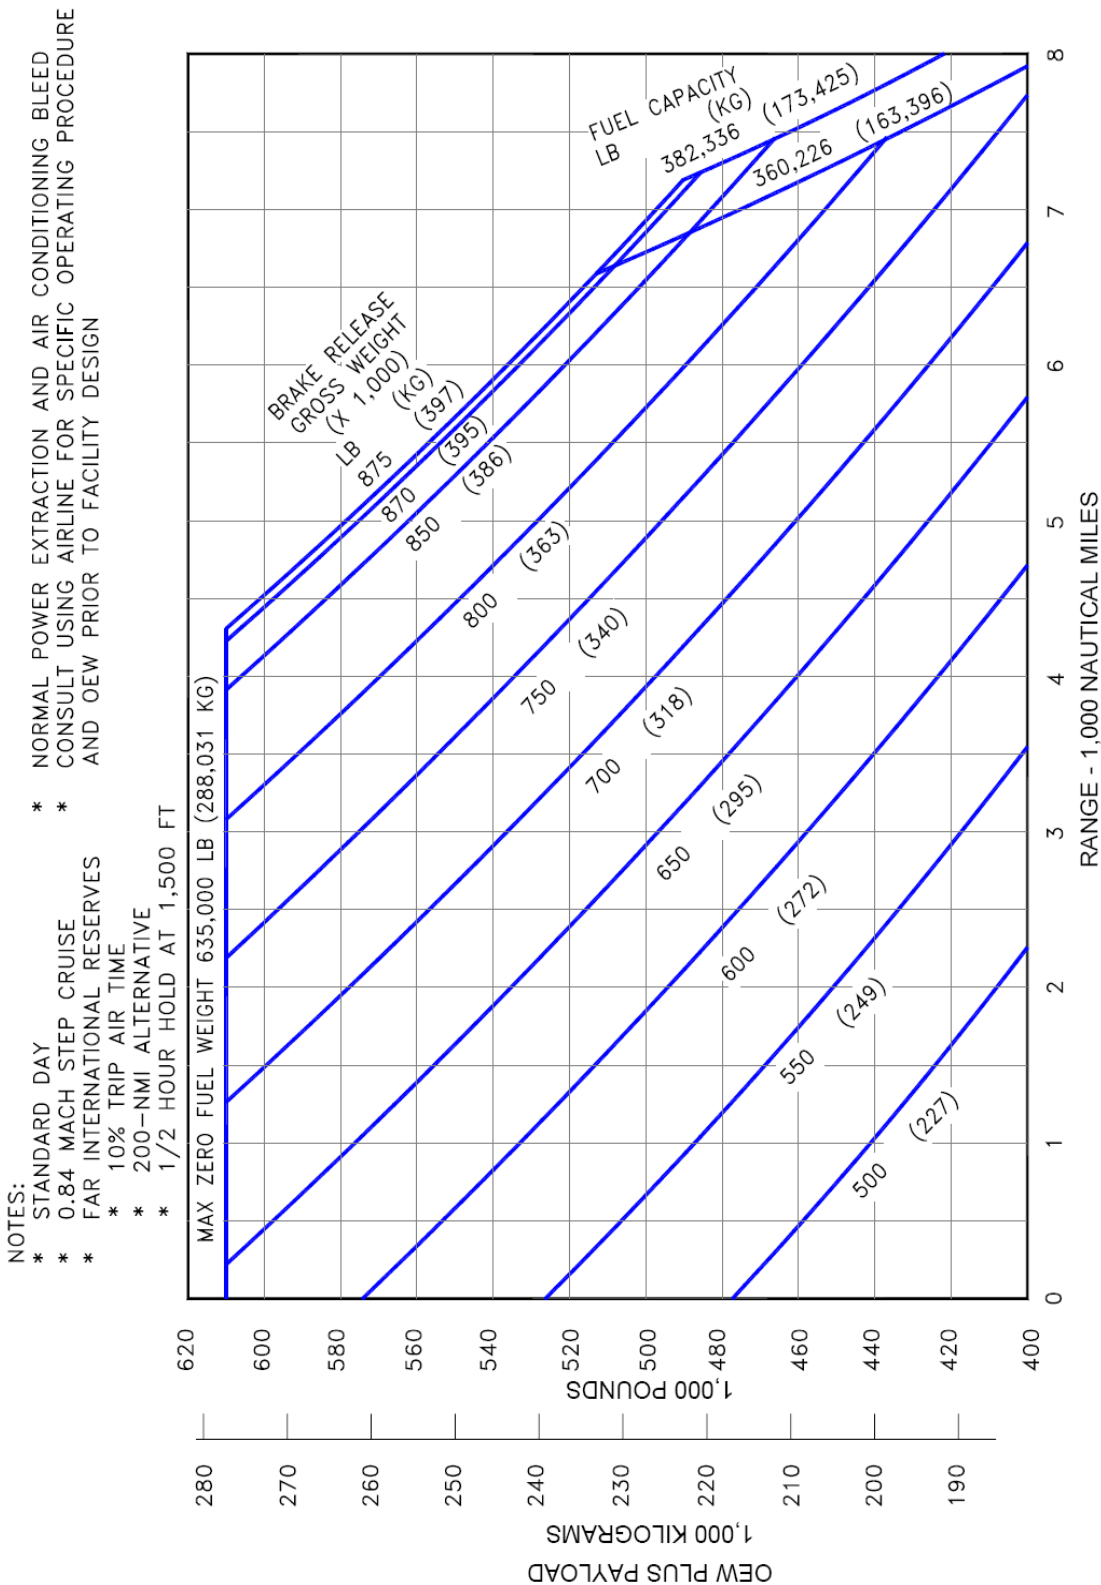 NOTES:
* STANDARD DAY
* 0.84 MACH STEP CRUISE
* FAR INTERNATIONAL RESERVES
* 10% TRIP AIR TIME
* 200-NMI ALTERNATIVE
* 1/2 HOUR HOLD AT 1,500 FT
* NORMAL POWER EXTRACTION AND AIR CONDITIONING BLEED
* CONSULT USING AIRLINE FOR SPECIFIC OPERATING PROCEDURE
AND OEW PRIOR TO FACILITY DESIGN
MAX ZERO FUEL WEIGHT 635,000 LB (288,031 KG)
BRAKE RELEASE
GROSS WEIGHT
(X 1,000)
LB (KG)
875 (397)
870 (395)
850 (386)
800 (363)
750 (340)
700 (318)
650 (295)
600 (272)
550 (249)
500 (227)
FUEL CAPACITY
LB (KG)
382,336 (173,425)
360,226 (163,396)
OEW PLUS PAYLOAD
1,000 KILOGRAMS
280
270
260
250
240
230
220
210
200
190
1,000 POUNDS
620
600
580
560
540
520
500
480
460
440
420
400
0 1 2 3 4 5 6 7 8
RANGE - 1,000 NAUTICAL MILES